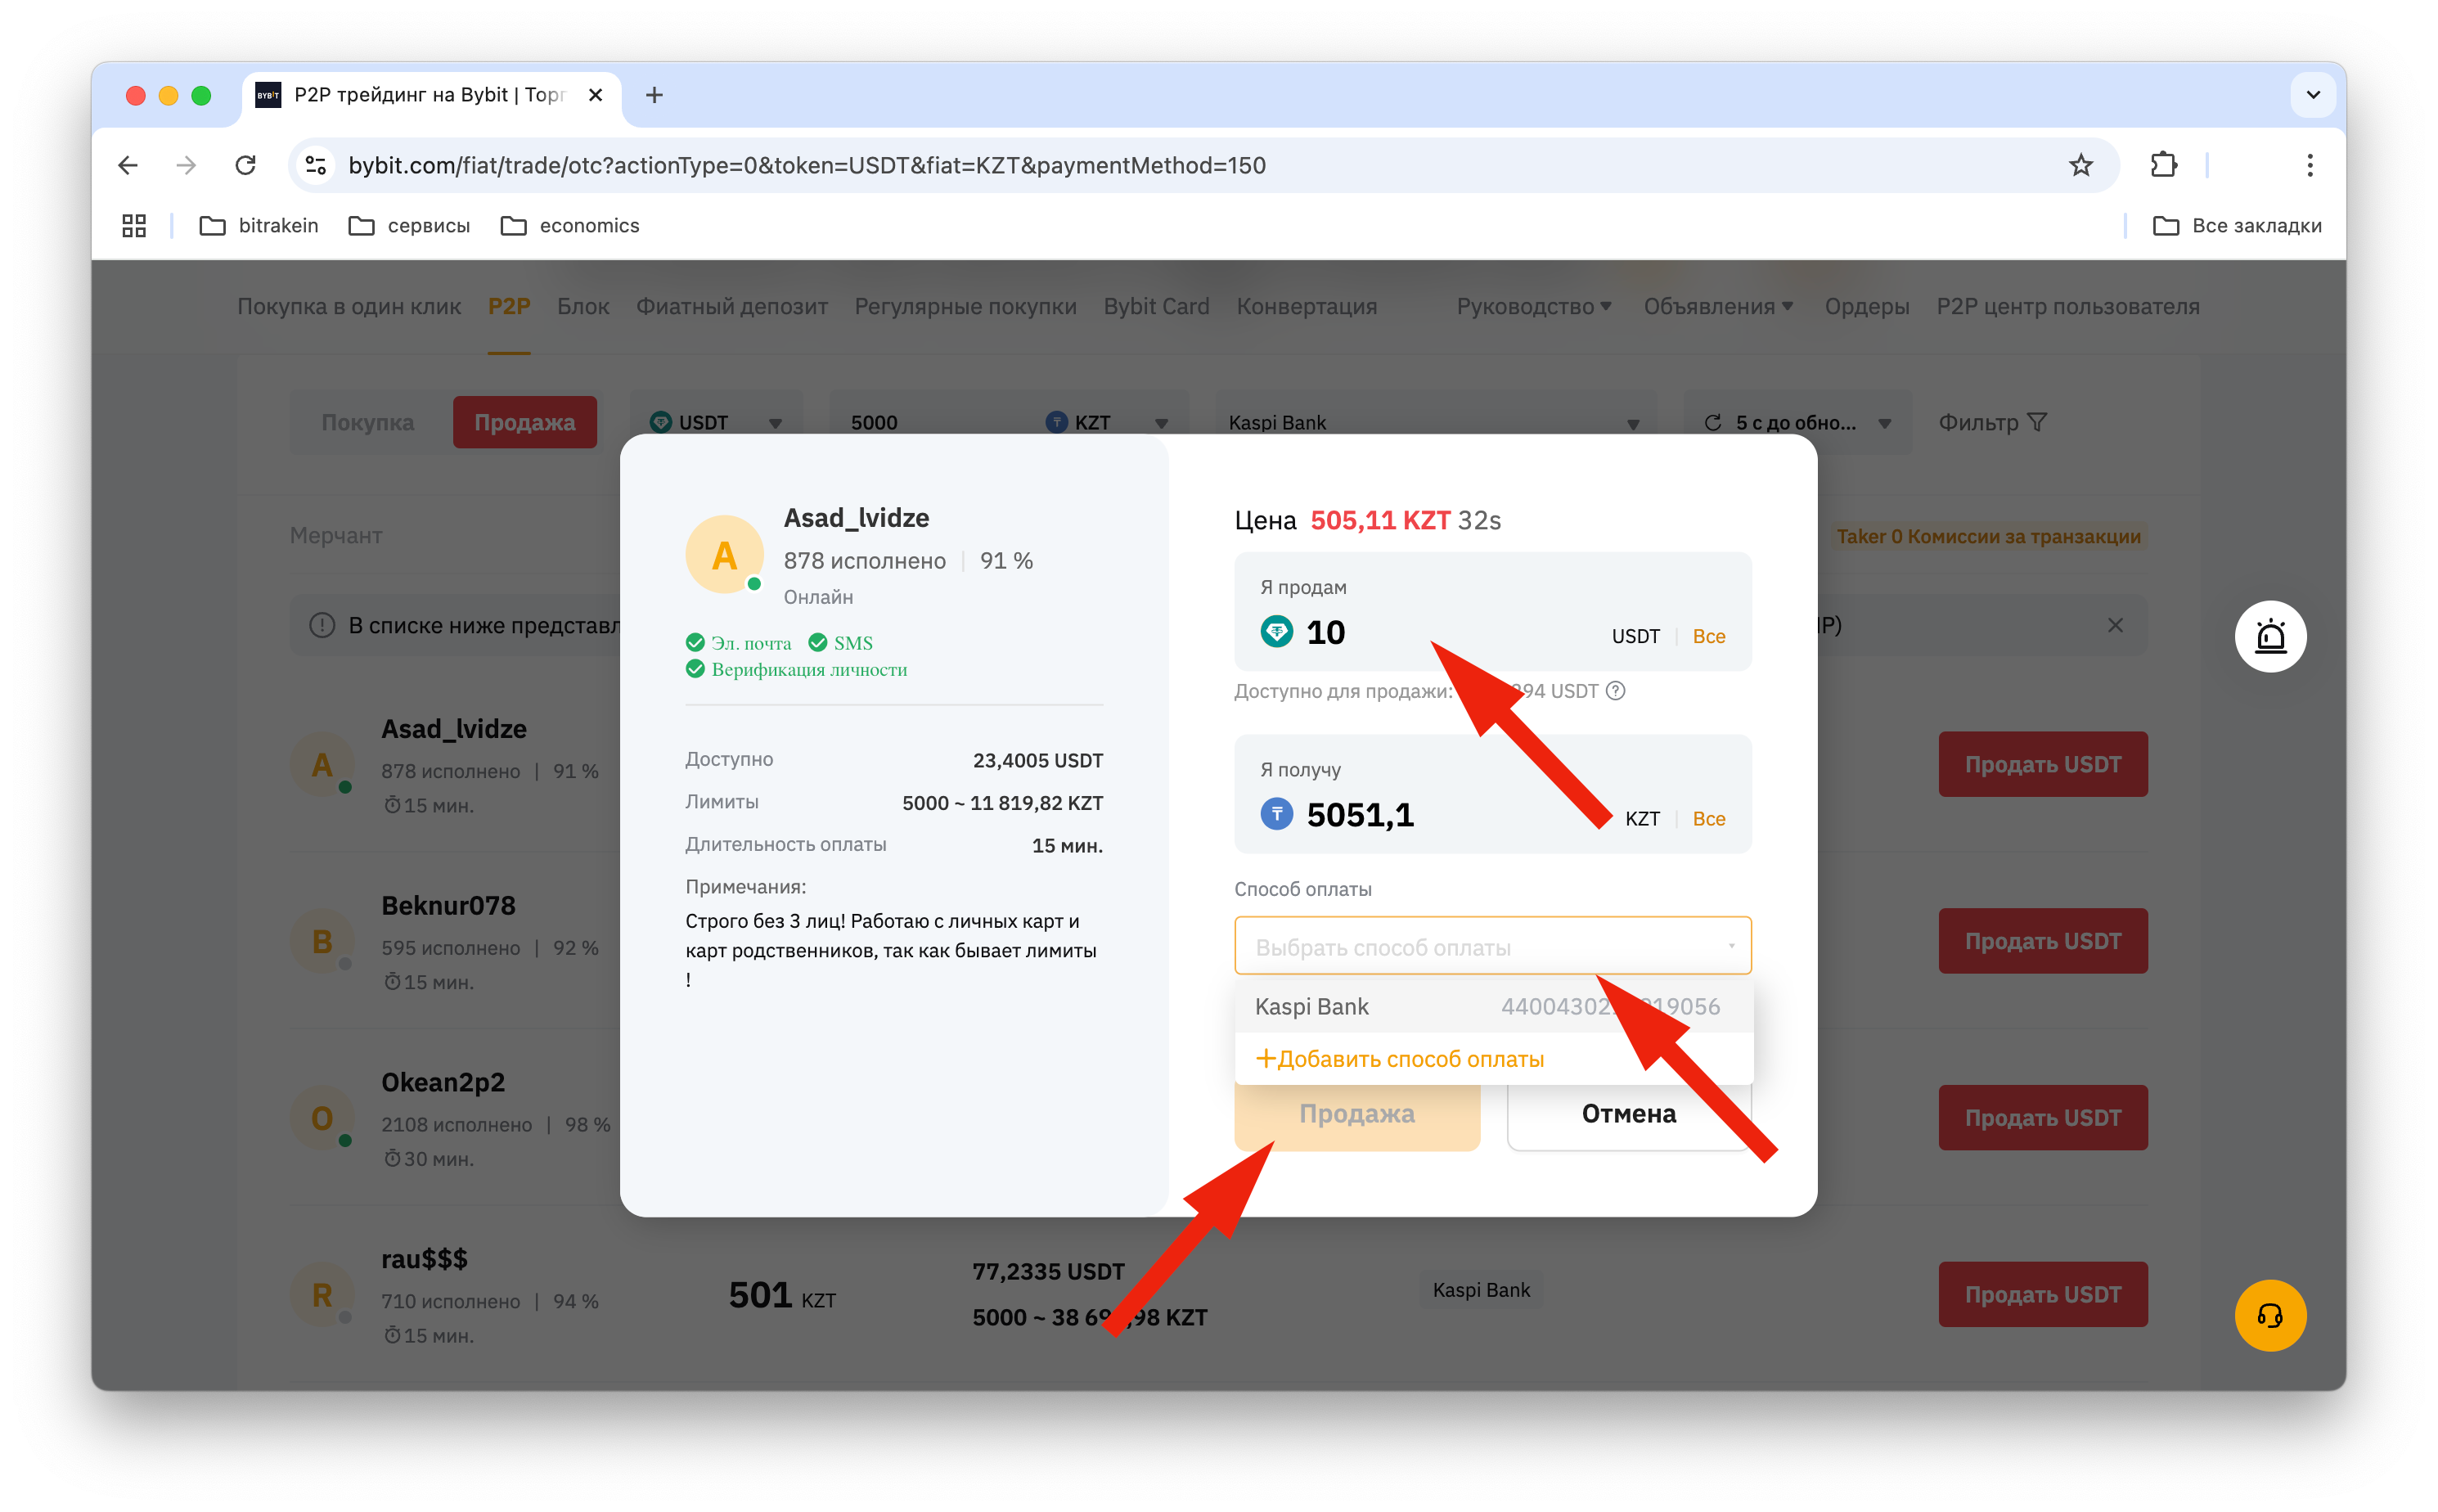 BYBIT
P2P трейдинг на Bybit | Торг
bybit.com/fiat/trade/otc?actionType=0&token=USDT&fiat=KZT&paymentMethod=150
bitrakein сервисы economics Все закладки
Покупка в один клик P2P Блок Фиатный депозит Регулярные покупки Bybit Card Конвертация Руководство Объявления Ордеры P2P центр пользователя
Покупка Продажа USDT 5000 KZT Kaspi Bank 5 с до обно... Фильтр
Мерчант
Taker 0 Комиссии за транзакции
В списке ниже представл
IP)
Asad_lvidze
878 исполнено | 91 %
15 мин.
Продать USDT
Beknur078
595 исполнено | 92 %
15 мин.
Продать USDT
Okean2p2
2108 исполнено | 98 %
30 мин.
Продать USDT
rau$$$
710 исполнено | 94 %
15 мин.
501 KZT
77,2335 USDT
5000 ~ 38 6 ,98 KZT
Kaspi Bank
Продать USDT
A
B
O
R
A
Asad_lvidze
878 исполнено | 91 %
Онлайн
Эл. почта SMS
Верификация личности
Доступно 23,4005 USDT
Лимиты 5000 ~ 11 819,82 KZT
Длительность оплаты 15 мин.
Примечания:
Строго без 3 лиц! Работаю с личных карт и
карт родственников, так как бывает лимиты
!
Цена 505,11 KZT 32s
Я продам
10 USDT Все
Доступно для продажи: 94 USDT
Я получу
5051,1 KZT Все
Способ оплаты
Выбрать способ оплаты
Kaspi Bank 4400430 19056
+Добавить способ оплаты
Продажа Отмена